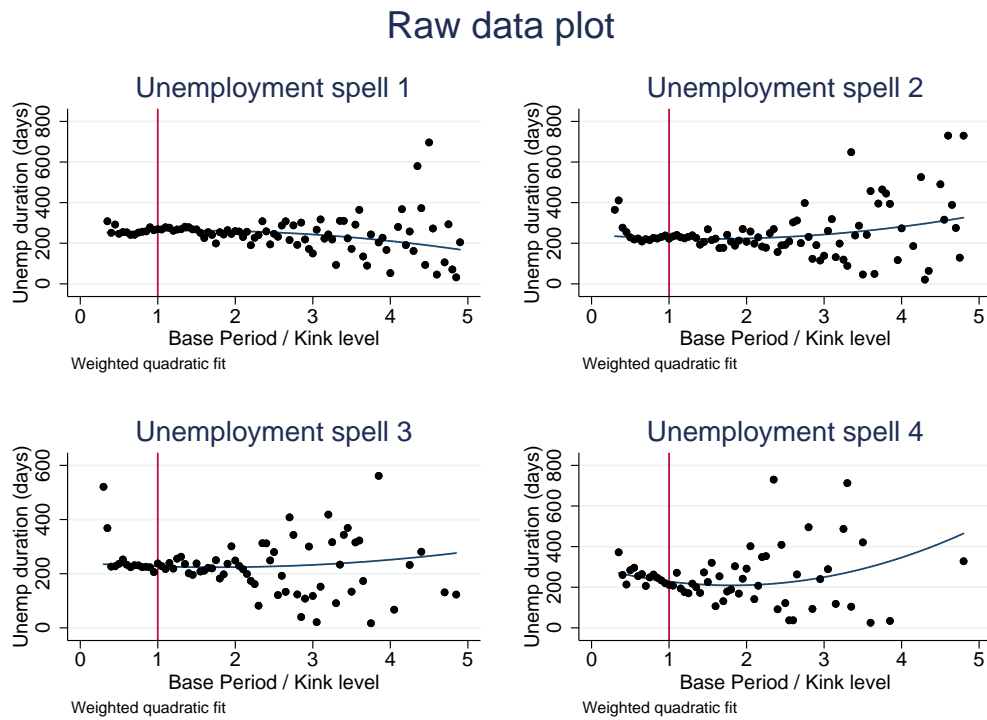 Raw data plot
Unemployment spell 1
Unemp duration (days)
0 200 400 600 800
0 1 2 3 4 5
Base Period / Kink level
Weighted quadratic fit
Unemployment spell 2
Unemp duration (days)
0 200 400 600 800
0 1 2 3 4 5
Base Period / Kink level
Weighted quadratic fit
Unemployment spell 3
Unemp duration (days)
0 200 400 600
0 1 2 3 4 5
Base Period / Kink level
Weighted quadratic fit
Unemployment spell 4
Unemp duration (days)
0 200 400 600 800
0 1 2 3 4 5
Base Period / Kink level
Weighted quadratic fit